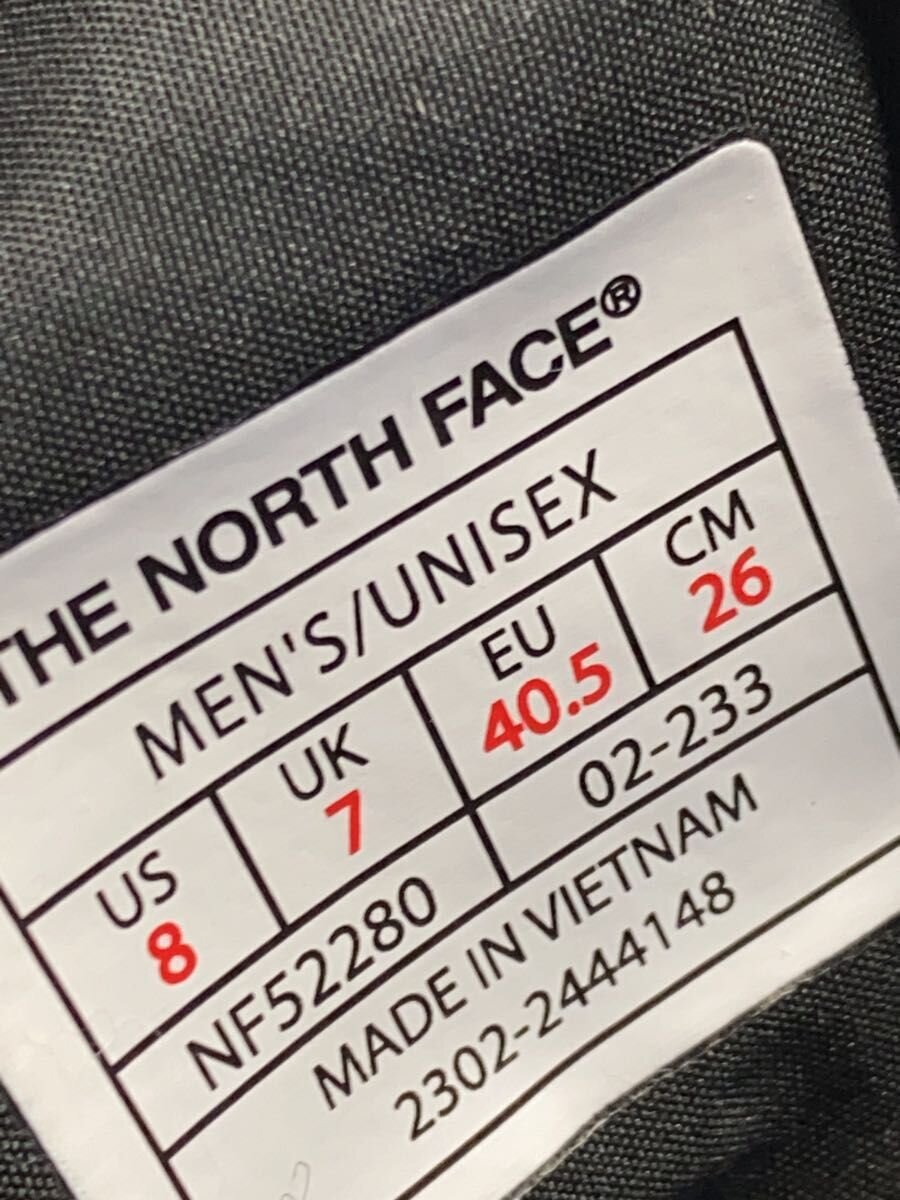 THE NORTH FACE®
MEN'S/UNISEX
US UK EU CM
8 7 40.5 26
NF52280 02-233
MADE IN VIETNAM
2302-2444148